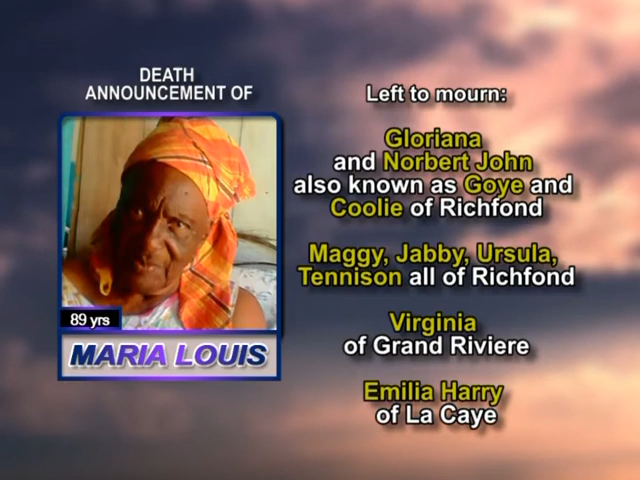 DEATH
ANNOUNCEMENT OF
89 yrs
MARIA LOUIS
Left to mourn:
Gloriana
and Norbert John
also known as Goye and
Coolie of Richfond
Maggy, Jabby, Ursula,
Tennison all of Richfond
Virginia
of Grand Riviere
Emilia Harry
of La Caye